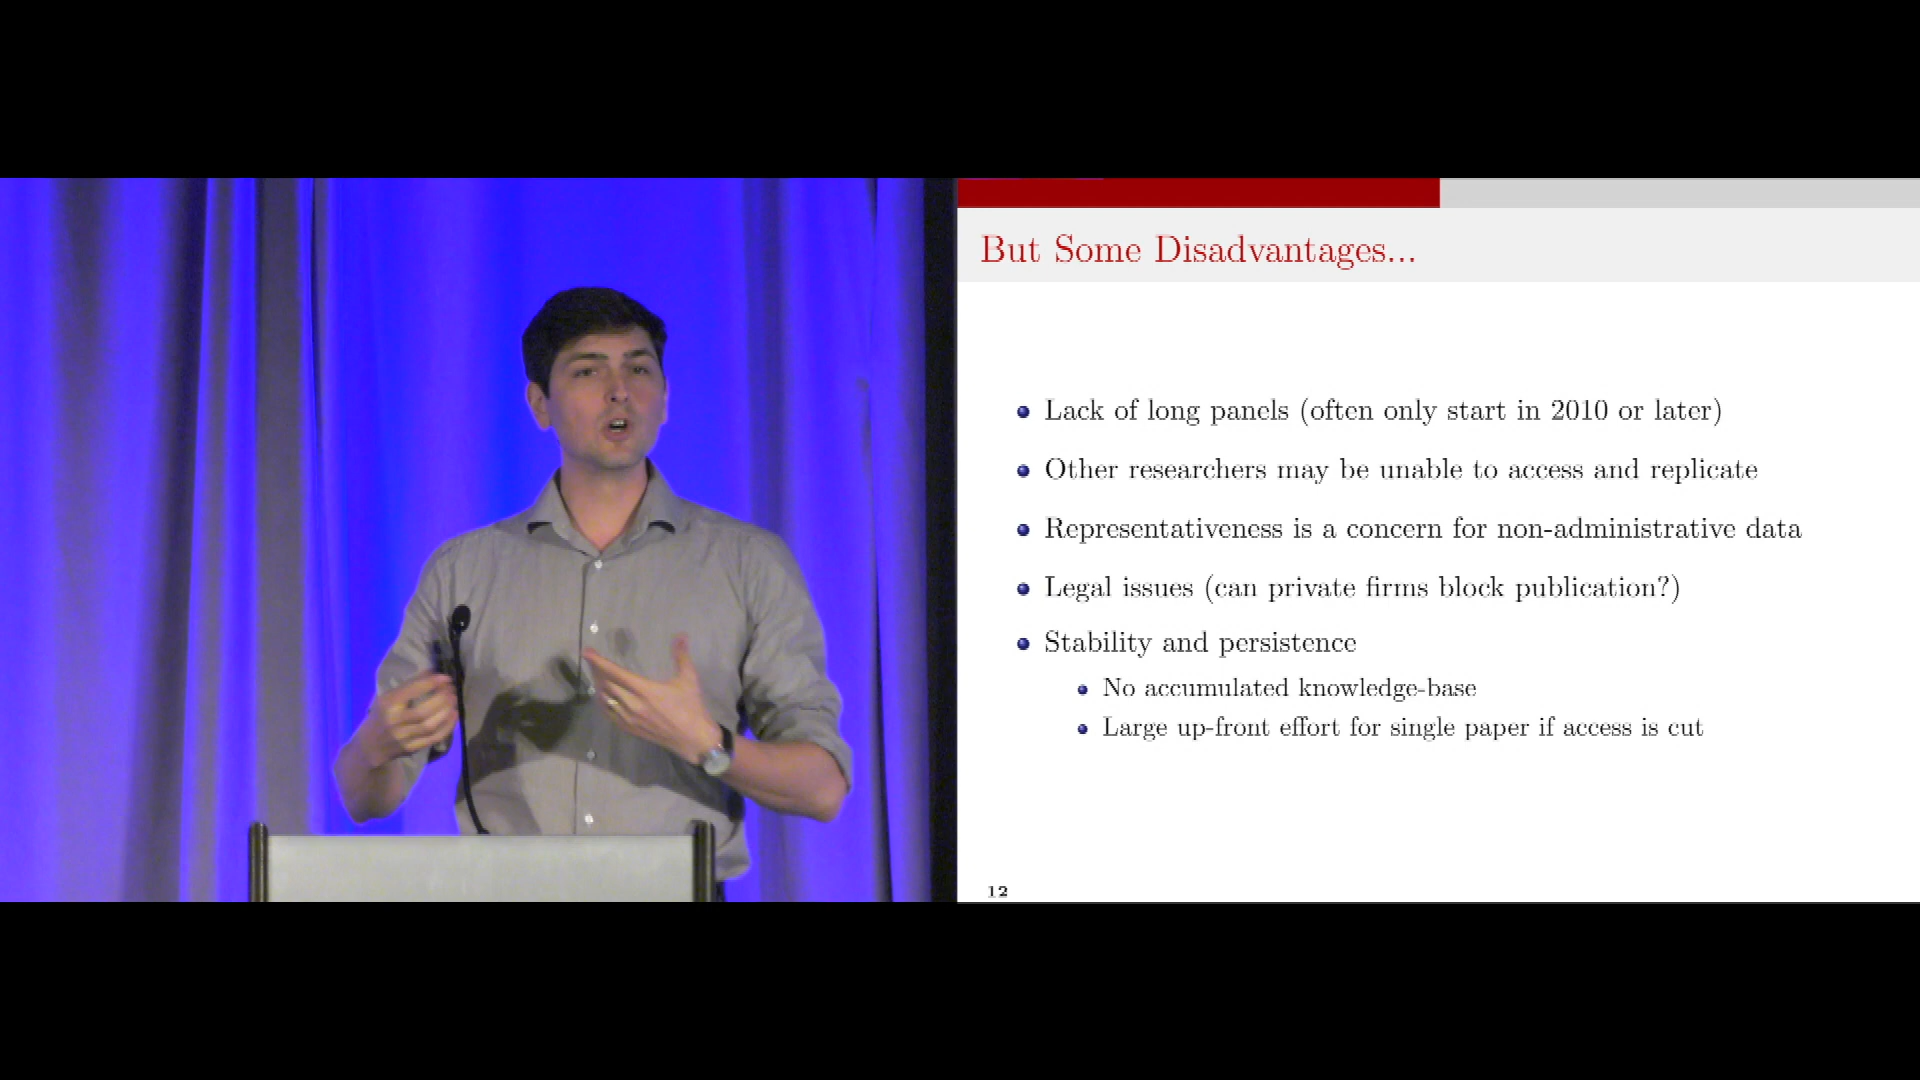 But Some Disadvantages...
Lack of long panels (often only start in 2010 or later)
Other researchers may be unable to access and replicate
Representativeness is a concern for non-administrative data
Legal issues (can private firms block publication?)
Stability and persistence
No accumulated knowledge-base
Large up-front effort for single paper if access is cut
12